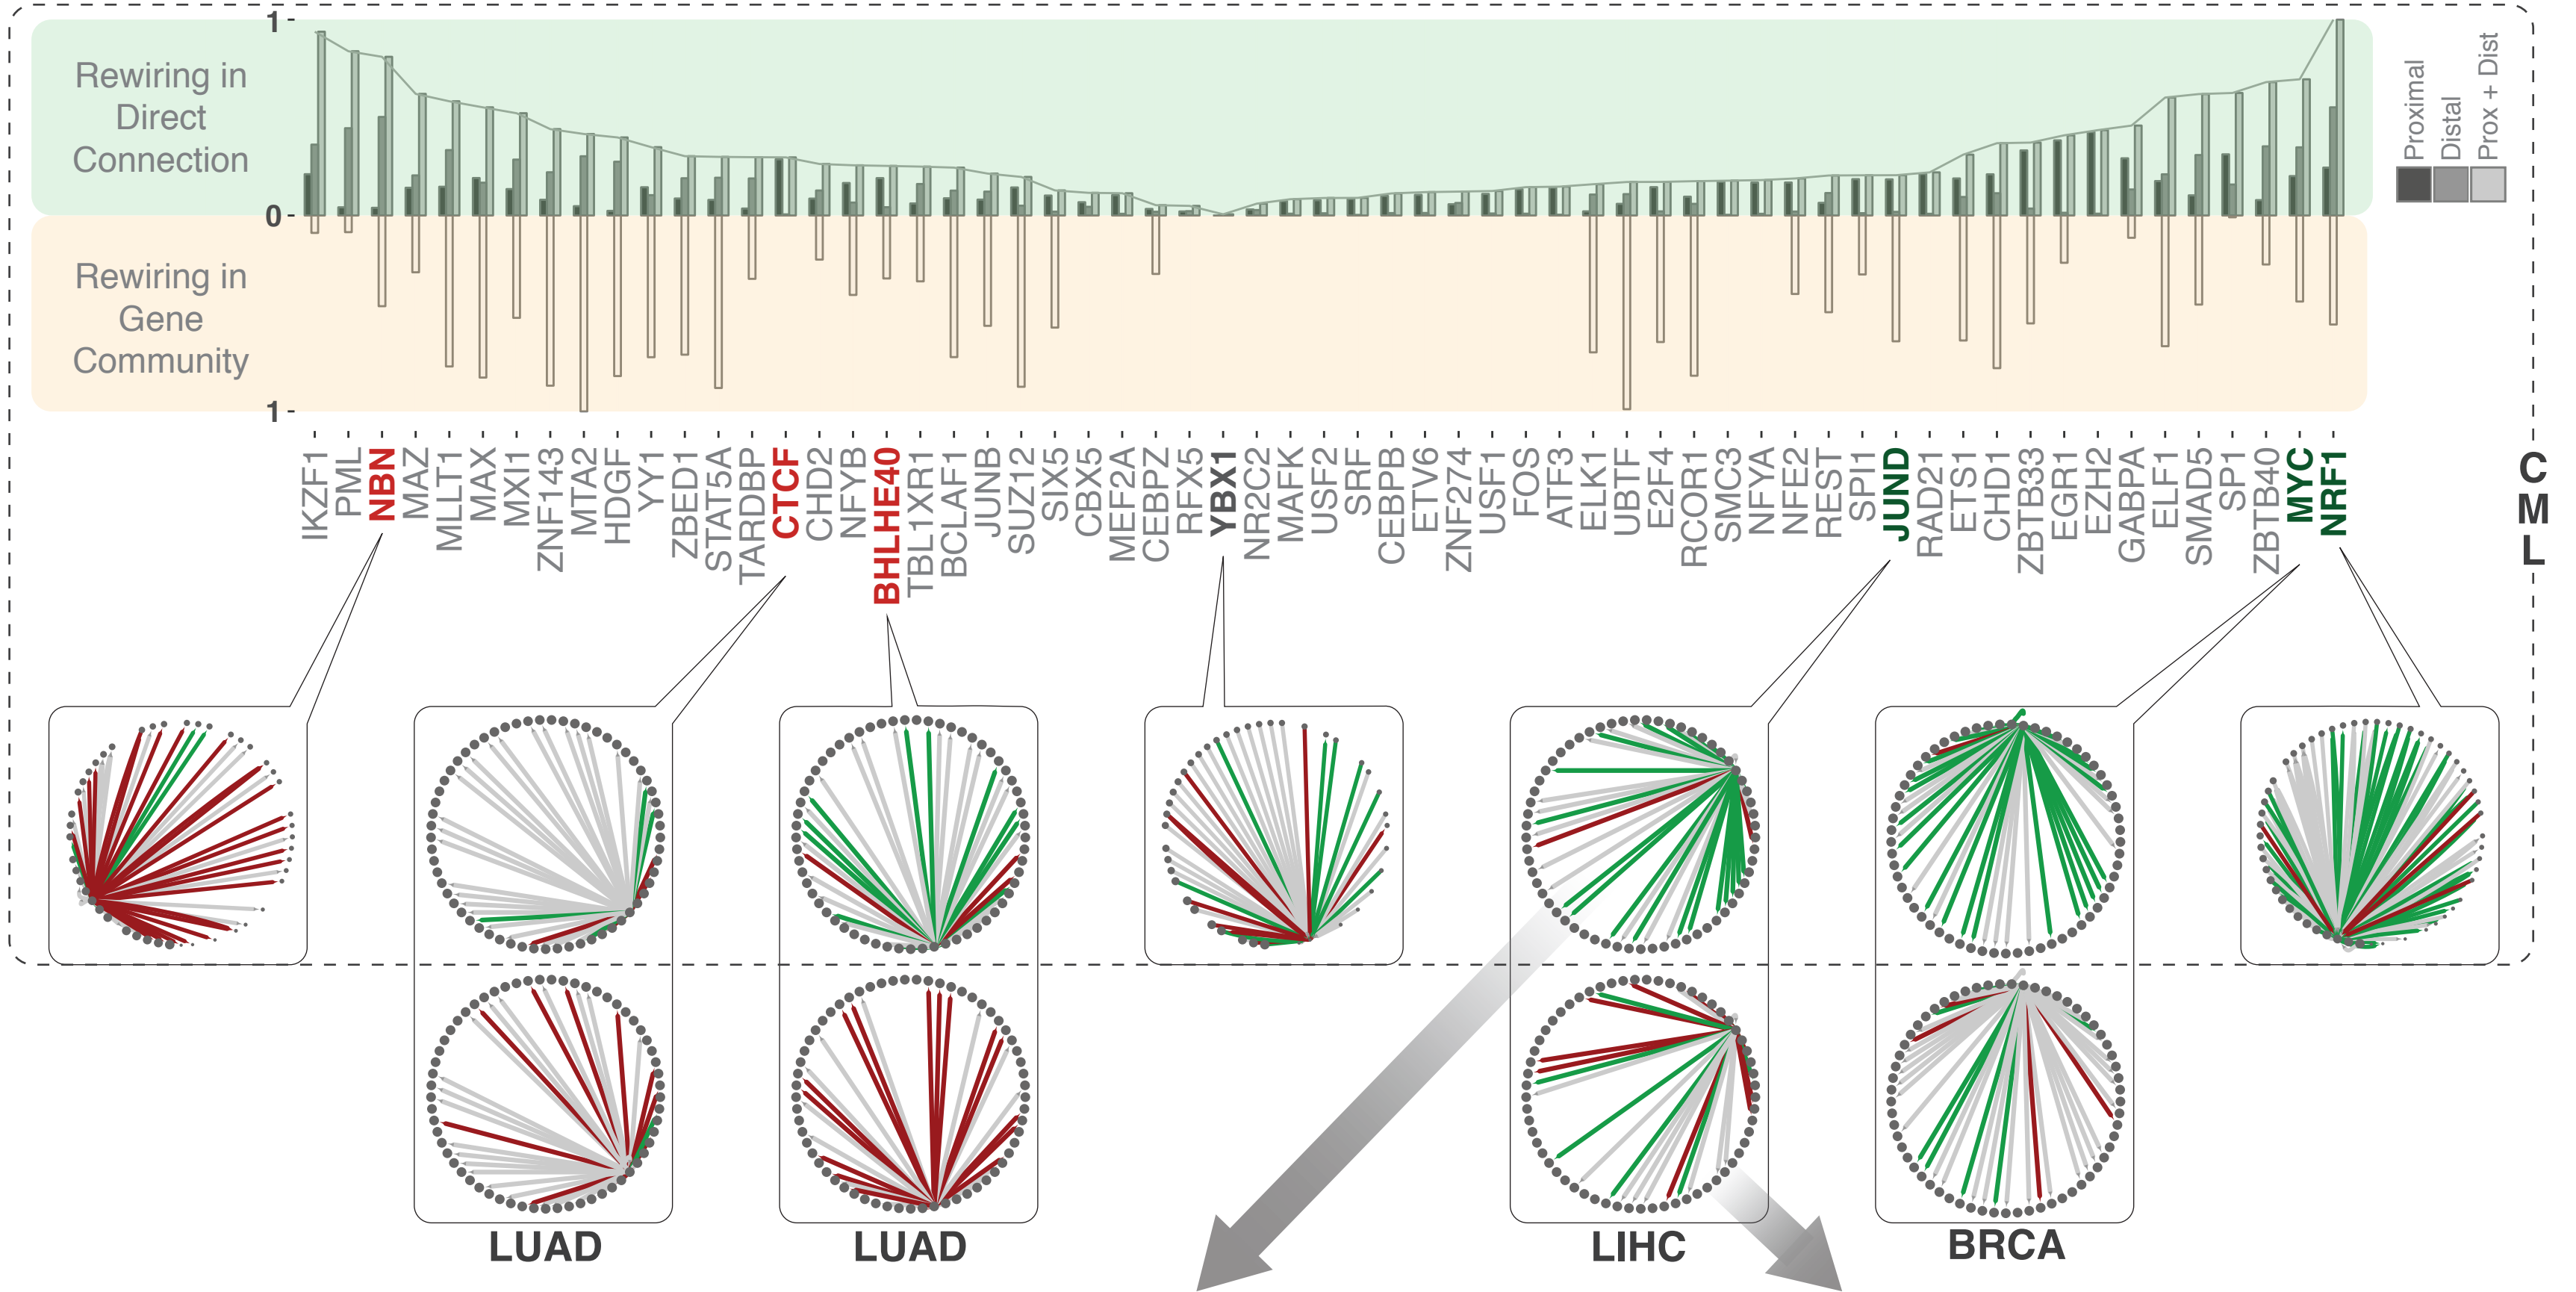 1
Rewiring in
Direct
Connection
0
Rewiring in
Gene
Community
1
Proximal
Distal
Prox + Dist
IKZF1
PML
NBN
MAZ
MLLT1
MAX
MXI1
ZNF143
MTA2
HDGF
YY1
ZBED1
STAT5A
TARDBP
CTCF
CHD2
NFYB
BHLHE40
TBL1XR1
BCLAF1
JUNB
SUZ12
SIX5
CBX5
MEF2A
CEBPZ
RFX5
YBX1
NR2C2
MAFK
USF2
SRF
CEBPB
ETV6
ZNF274
USF1
FOS
ATF3
ELK1
UBTF
E2F4
RCOR1
SMC3
NFYA
NFE2
REST
SPI1
JUND
RAD21
ETS1
CHD1
ZBTB33
EGR1
EZH2
GABPA
ELF1
SMAD5
SP1
ZBTB40
MYC
NRF1
C
M
L
LUAD
LUAD
LIHC
BRCA